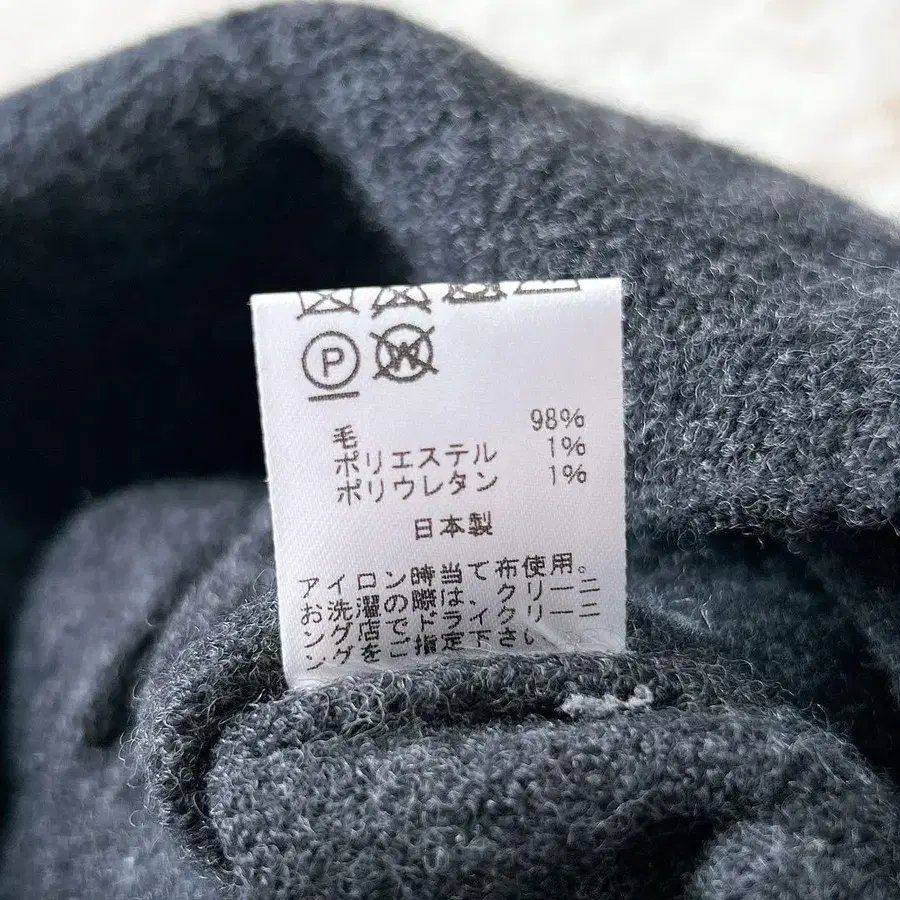 P W
毛 98%
ポリエステル 1%
ポリウレタン 1%
日本製
アイロン時当て布使用。
お洗濯の際は、クリーニ
ング店でドライクリーニ
ングをご指定下さい